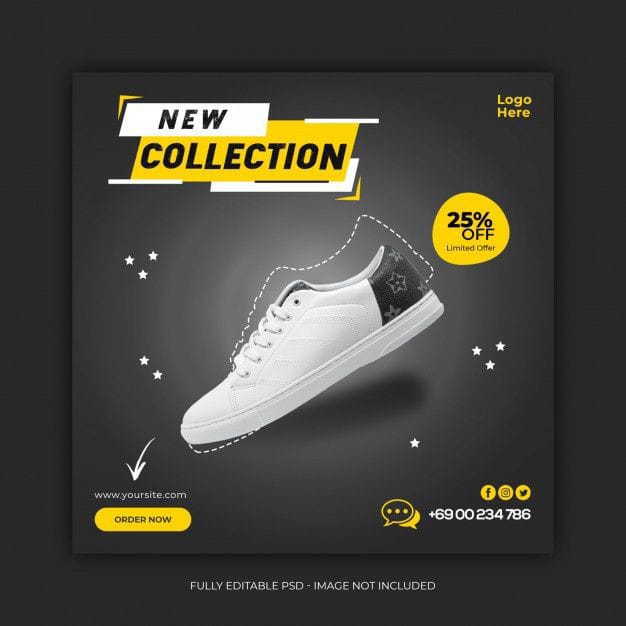 NEW
COLLECTION
Logo
Here
25%
OFF
Limited Offer
www.yoursite.com
ORDER NOW
+69 00 234 786
FULLY EDITABLE PSD - IMAGE NOT INCLUDED